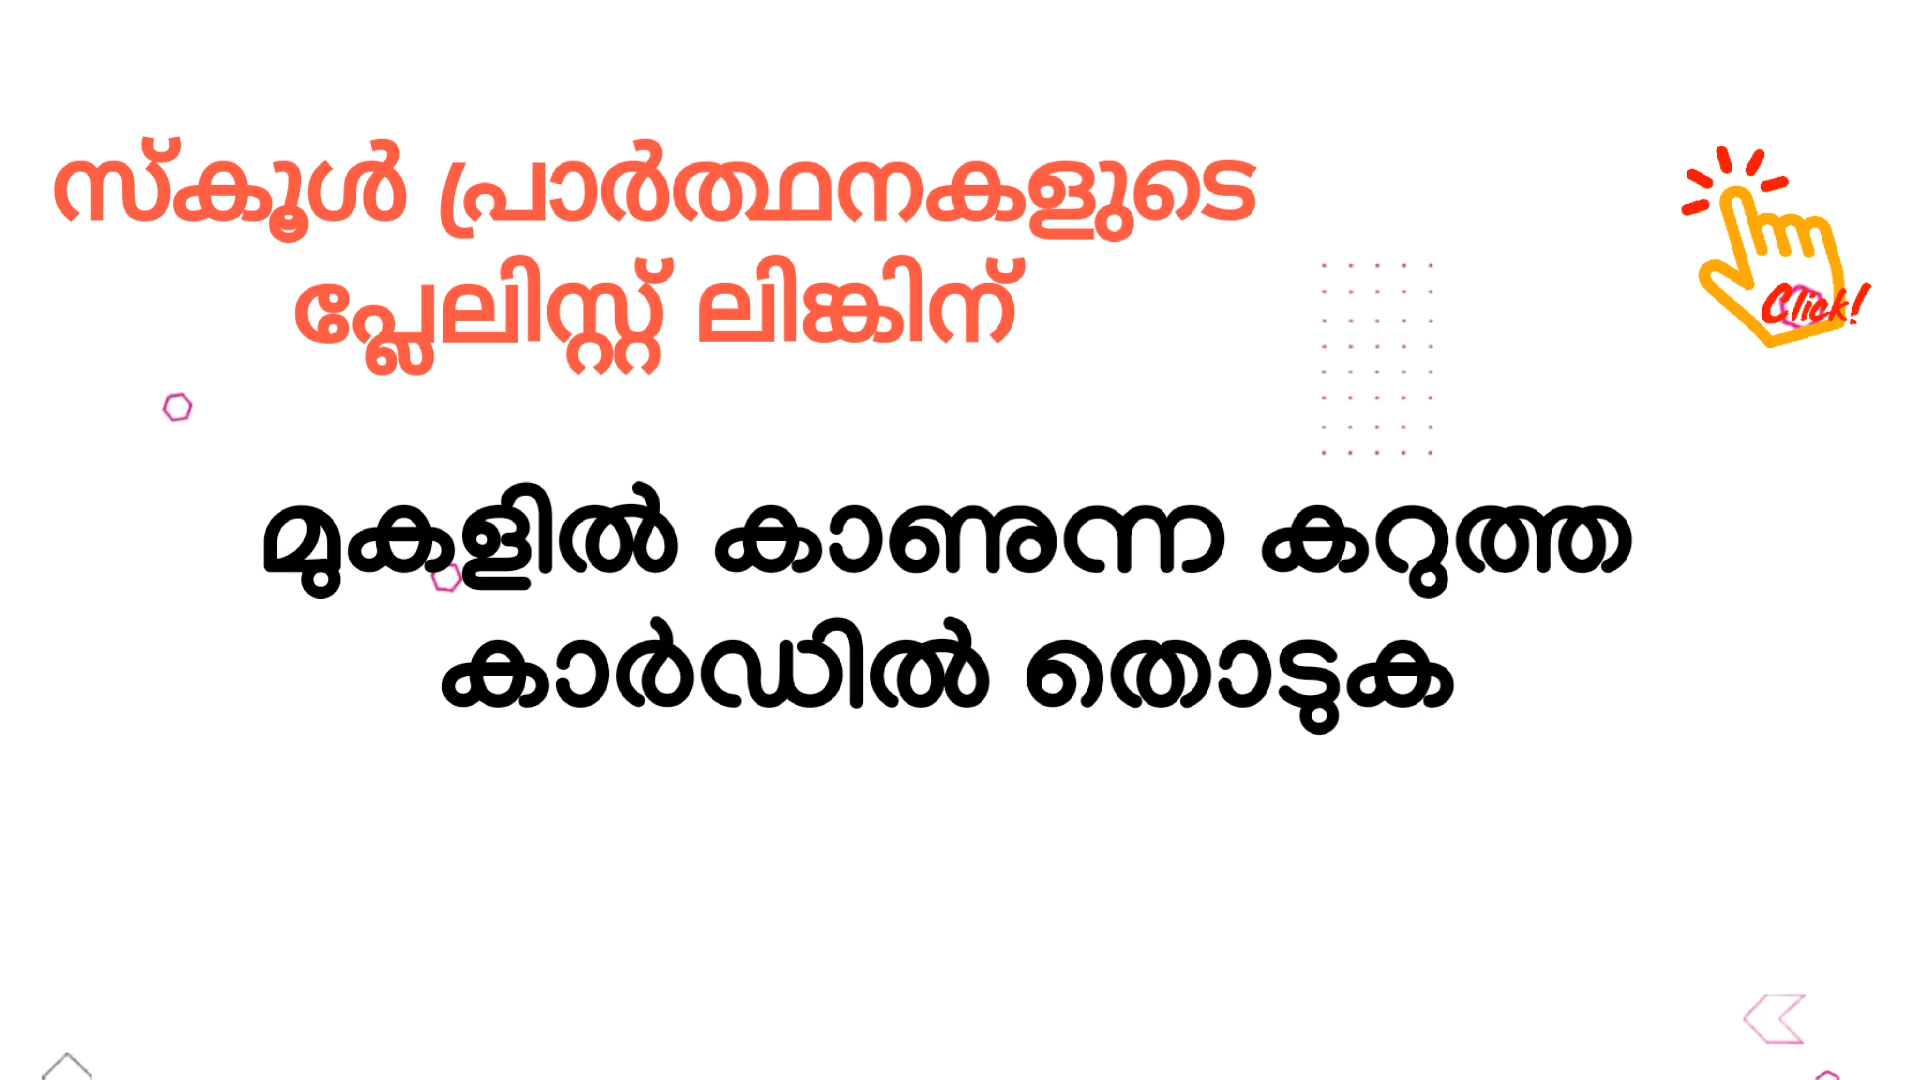 സ്കൂൾ പ്രാർത്ഥനകളുടെ
പ്ലേലിസ്റ്റ് ലിങ്കിന്
Click!
മുകളിൽ കാണുന്ന കറുത്ത
കാർഡിൽ തൊടുക